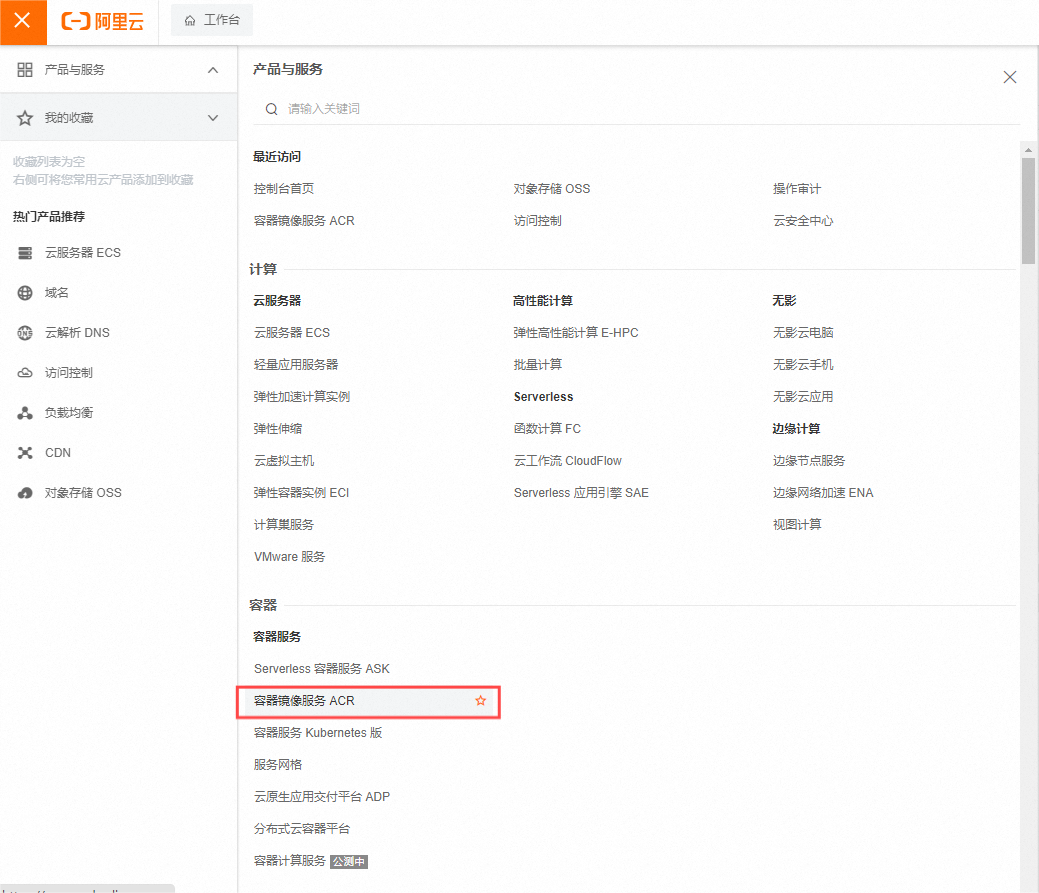 阿里云
工作台
产品与服务
我的收藏
收藏列表为空
右侧可将您常用云产品添加到收藏
热门产品推荐
云服务器 ECS
域名
云解析 DNS
访问控制
负载均衡
CDN
对象存储 OSS
产品与服务
请输入关键词
最近访问
控制台首页
对象存储 OSS
操作审计
容器镜像服务 ACR
访问控制
云安全中心
计算
云服务器
云服务器 ECS
轻量应用服务器
弹性加速计算实例
弹性伸缩
云虚拟主机
弹性容器实例 ECI
计算巢服务
VMware 服务
高性能计算
弹性高性能计算 E-HPC
批量计算
Serverless
函数计算 FC
云工作流 CloudFlow
Serverless 应用引擎 SAE
无影
无影云电脑
无影云手机
无影云应用
边缘计算
边缘节点服务
边缘网络加速 ENA
视图计算
容器
容器服务
Serverless 容器服务 ASK
容器镜像服务 ACR
容器服务 Kubernetes 版
服务网格
云原生应用交付平台 ADP
分布式云容器平台
容器计算服务 公测中